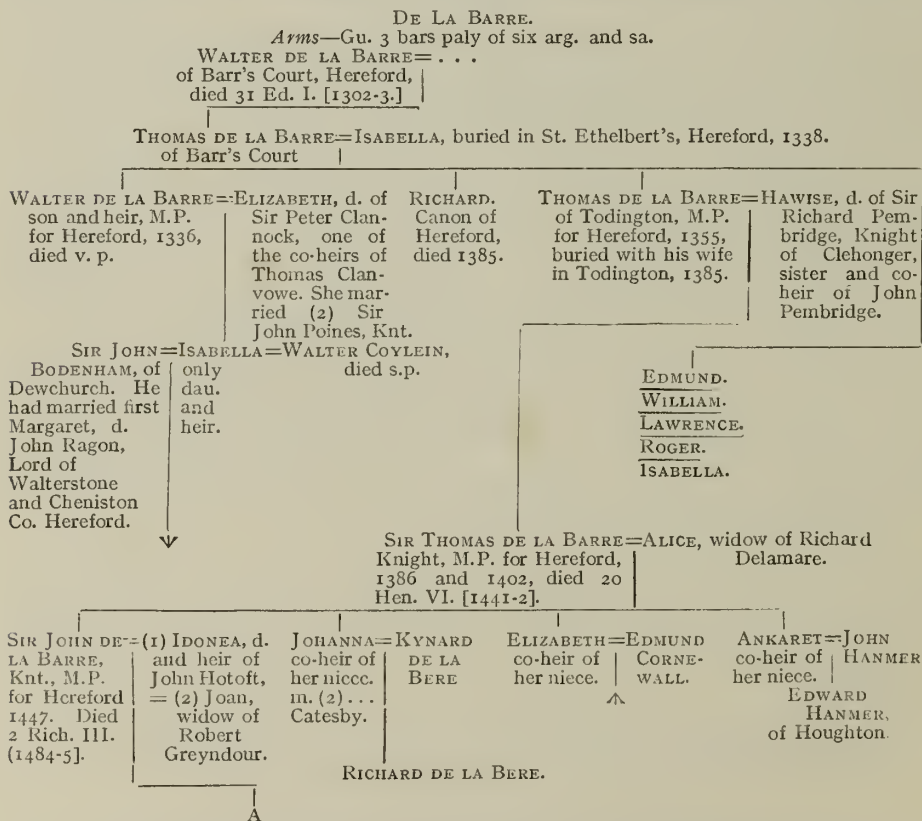 DE LA BARRE.
Arms—Gu. 3 bars paly of six arg. and sa.
WALTER DE LA BARRE= . . .
of Barr's Court, Hereford,
died 31 Ed. I. [1302-3.]
THOMAS DE LA BARRE=ISABELLA, buried in St. Ethelbert's, Hereford, 1338.
of Barr's Court
WALTER DE LA BARRE=
son and heir, M.P.
for Hereford, 1336,
died v. p.
ELIZABETH, d. of
Sir Peter Clan-
nock, one of
the co-heirs of
Thomas Clan-
vowe. She mar-
ried (2) Sir
John Poines, Knt.
RICHARD.
Canon of
Hereford,
died 1385.
THOMAS DE LA BARRE=
of Todington, M.P.
for Hereford, 1355,
buried with his wife
in Todington, 1385.
HAWISE, d. of Sir
Richard Pem-
bridge, Knight
of Clehonger,
sister and co-
heir of John
Pembridge.
SIR JOHN=ISABELLA=WALTER COYLEIN,
BODENHAM, of
Dewchurch. He
had married first
Margaret, d.
John Ragon,
Lord of
Walterstone
and Cheniston
Co. Hereford.
only
dau.
and
heir.
died s.p.
EDMUND.
WILLIAM.
LAWRENCE.
ROGER.
ISABELLA.
SIR THOMAS DE LA BARRE=ALICE, widow of Richard
Knight, M.P. for Hereford,
1386 and 1402, died 20
Hen. VI. [1441-2].
Delamare.
SIR JOHN DE=
LA BARRE,
Knt., M.P.
for Hereford
1447. Died
2 Rich. III.
(1484-5].
(1) IDONEA, d.
and heir of
John Hotoft,
= (2) Joan,
widow of
Robert
Greyndour.
JOHANNA=
co-heir of
her niece.
m. (2) ...
Catesby.
KYNARD
DE LA
BERE
RICHARD DE LA BERE.
ELIZABETH=
co-heir of
her niece.
EDMUND
CORNE-
WALL.
ANKARET=JOHN
co-heir of
her niece.
HANMER
EDWARD
HANMER,
of Houghton.
A